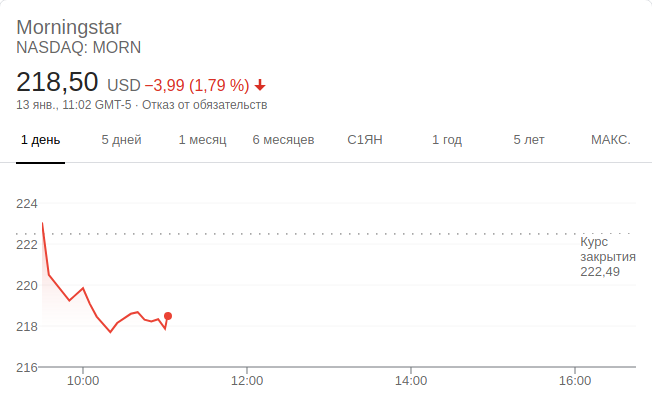 Morningstar
NASDAQ: MORN
218,50 USD −3,99 (1,79 %)
13 янв., 11:02 GMT-5 · Отказ от обязательств
1 день 5 дней 1 месяц 6 месяцев С1ЯН 1 год 5 лет МАКС.
224
222
220
218
216
Курс
закрытия
222,49
10:00 12:00 14:00 16:00